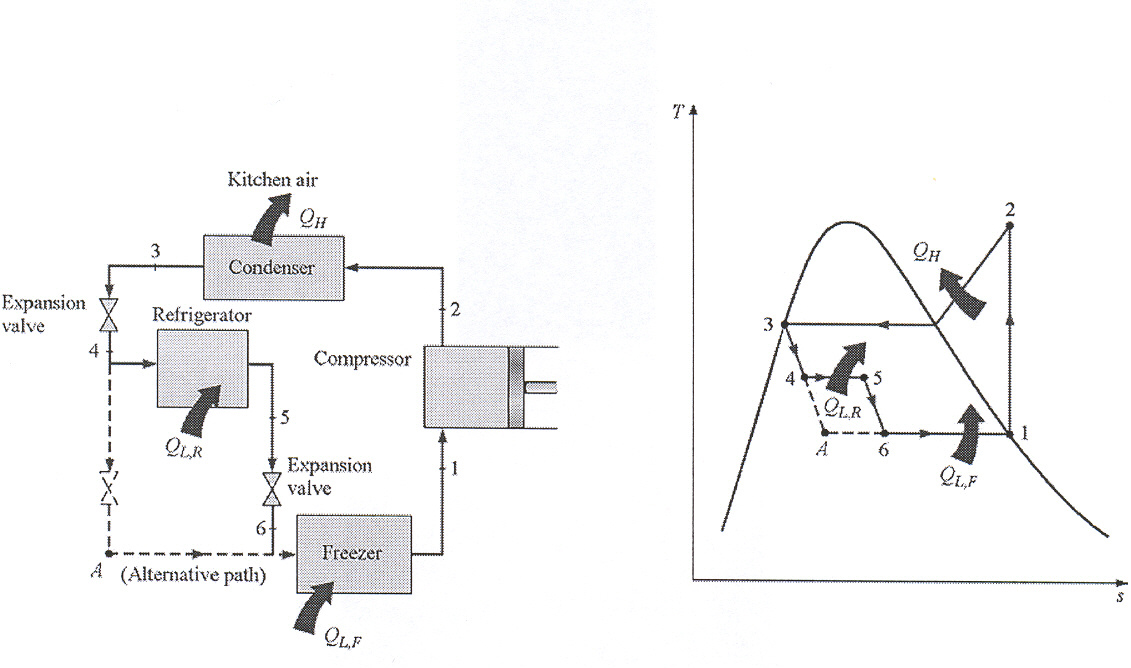 Kitchen air
Q_H
3
Condenser
Expansion
valve
Refrigerator
2
4
Compressor
Q_L,R
5
Expansion
valve
1
6
Freezer
A
(Alternative path)
Q_L,F
T
2
Q_H
3
4
5
Q_L,R
A
6
1
Q_L,F
s